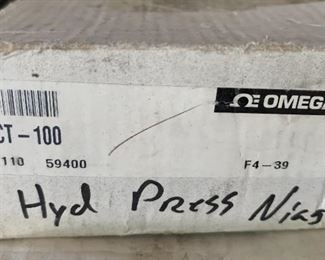 OMEGA
CT-100
110 59400 F4-39
Hyd Press